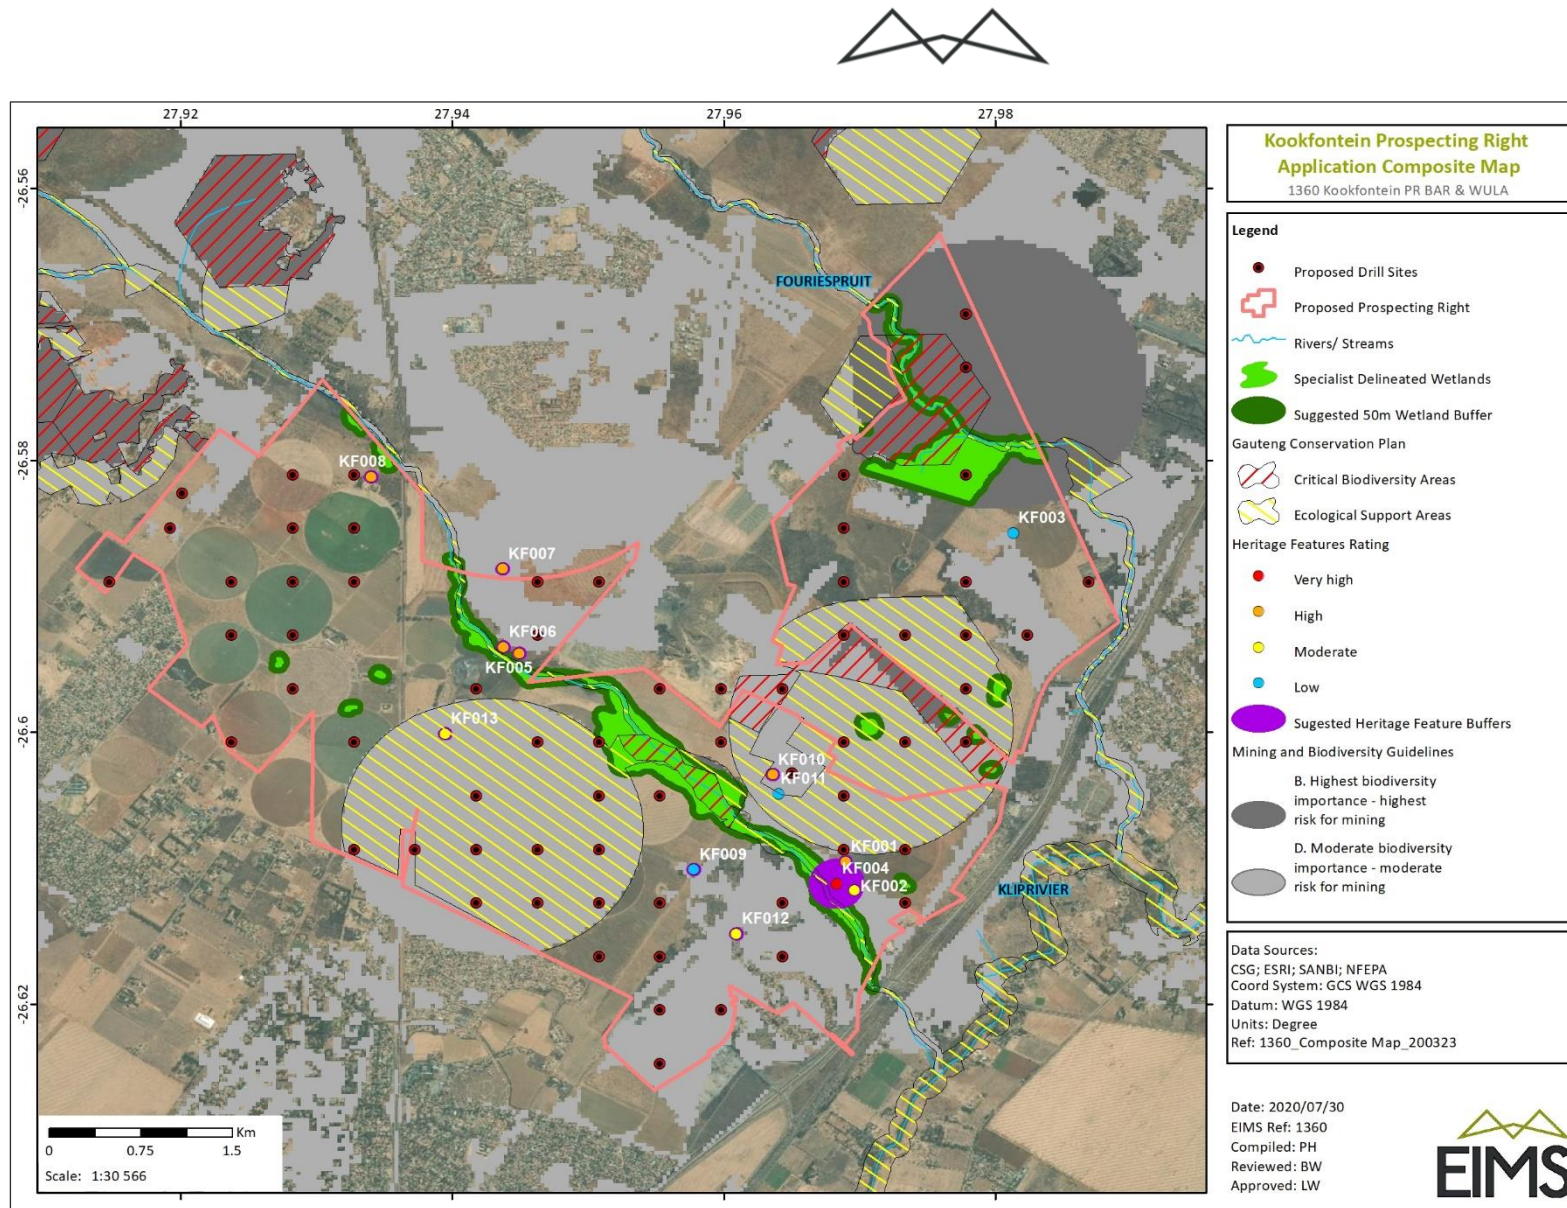 27.92
27.94
27.96
27.98
-26.56
-26.58
-26.6
-26.62
FOURIESPRUIT
KF008
KF003
KF007
KF006
KF005
KF013
KF010
KF011
KF001
KF004
KF002
KF009
KF012
KLIPRIVIER
Km
0 0.75 1.5
Scale: 1:30 566
Kookfontein Prospecting Right
Application Composite Map
1360 Kookfontein PR BAR & WULA
Legend
Proposed Drill Sites
Proposed Prospecting Right
Rivers/ Streams
Specialist Delineated Wetlands
Suggested 50m Wetland Buffer
Gauteng Conservation Plan
Critical Biodiversity Areas
Ecological Support Areas
Heritage Features Rating
Very high
High
Moderate
Low
Sugested Heritage Feature Buffers
Mining and Biodiversity Guidelines
B. Highest biodiversity
importance - highest
risk for mining
D. Moderate biodiversity
importance - moderate
risk for mining
Data Sources:
CSG; ESRI; SANBI; NFEPA
Coord System: GCS WGS 1984
Datum: WGS 1984
Units: Degree
Ref: 1360_Composite Map_200323
Date: 2020/07/30
EIMS Ref: 1360
Compiled: PH
Reviewed: BW
Approved: LW
EIMS